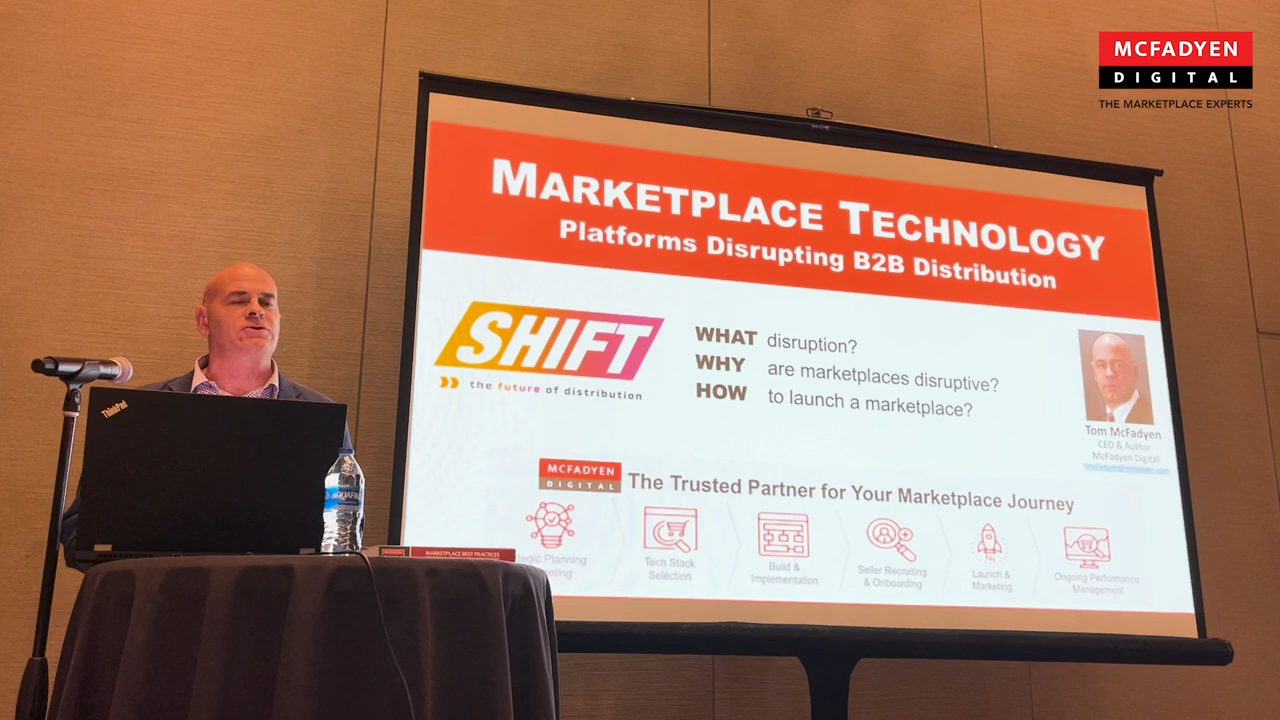 MCFADYEN
DIGITAL
THE MARKETPLACE EXPERTS
MARKETPLACE TECHNOLOGY
Platforms Disrupting B2B Distribution
SHIFT
the future of distribution
WHAT disruption?
WHY are marketplaces disruptive?
HOW to launch a marketplace?
Tom McFadyen
CEO & Author
McFadyen Digital
MCFADYEN
DIGITAL
The Trusted Partner for Your Marketplace Journey
Planning
Tech Stack
Selection
Build &
Implementation
Seller Recruiting
& Onboarding
Launch &
Marketing
Ongoing Performance
Management
ThinkPad
MARKETPLACE BEST PRACTICES